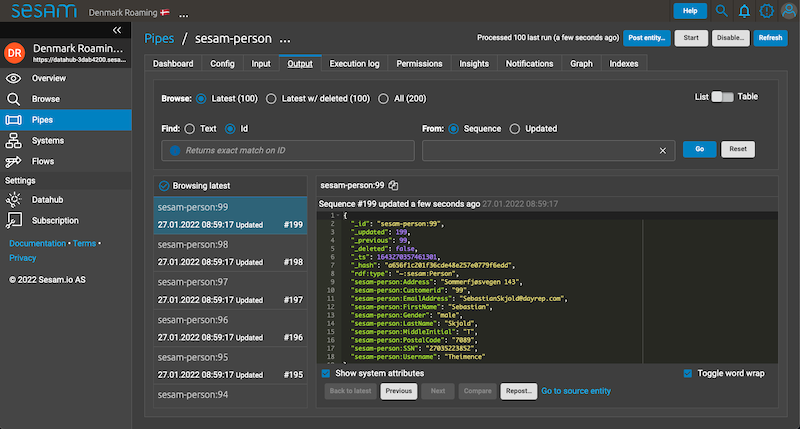 sesam
Denmark Roaming 🇩🇰 ...
Help
DR
Denmark Roaming...
https://datahub-3dab4200.sesa...
Overview
Browse
Pipes
Systems
Flows
Settings
Datahub
Subscription
Documentation • Terms •
Privacy
© 2022 Sesam.io AS
Pipes / sesam-person ...
Processed 100 last run (a few seconds ago)
Post entity... Start Disable... Refresh
Dashboard Config Input Output Execution log Permissions Insights Notifications Graph Indexes
Browse: Latest (100) Latest w/ deleted (100) All (200)
List Table
Find: Text Id From: Sequence Updated
Returns exact match on ID
Go Reset
Browsing latest
sesam-person:99
27.01.2022 08:59:17 Updated #199
sesam-person:98
27.01.2022 08:59:17 Updated #198
sesam-person:97
27.01.2022 08:59:17 Updated #197
sesam-person:96
27.01.2022 08:59:17 Updated #196
sesam-person:95
27.01.2022 08:59:17 Updated #195
sesam-person:94
sesam-person:99
Sequence #199 updated a few seconds ago 27.01.2022 08:59:17
1 {
2 "_id": "sesam-person:99",
3 "_updated": 199,
4 "_previous": 99,
5 "_deleted": false,
6 "_ts": 1643270357461301,
7 "_hash": "a656f1c201f36cde48e257e0779f6edd",
8 "rdf:type": "~:sesam:Person",
9 "sesam-person:Address": "Sommerfjøsvegen 143",
10 "sesam-person:Customerid": "99",
11 "sesam-person:EmailAddress": "SebastianSkjold@dayrep.com",
12 "sesam-person:FirstName": "Sebastian",
13 "sesam-person:Gender": "male",
14 "sesam-person:LastName": "Skjold",
15 "sesam-person:MiddleInitial": "T",
16 "sesam-person:PostalCode": "7089",
17 "sesam-person:SSN": "27035223852",
18 "sesam-person:Username": "Theimence"
Show system attributes
Toggle word wrap
Back to latest Previous Next Compare Repost... Go to source entity